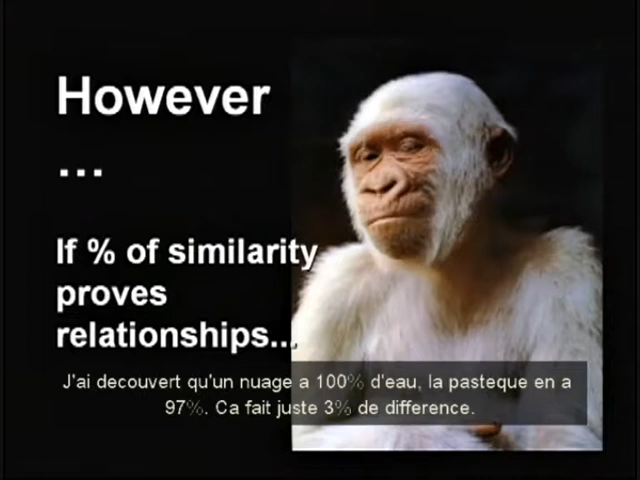 However
...
If % of similarity
proves
relationships...
J'ai decouvert qu'un nuage a 100% d'eau, la pasteque en a
97%. Ca fait juste 3% de difference.